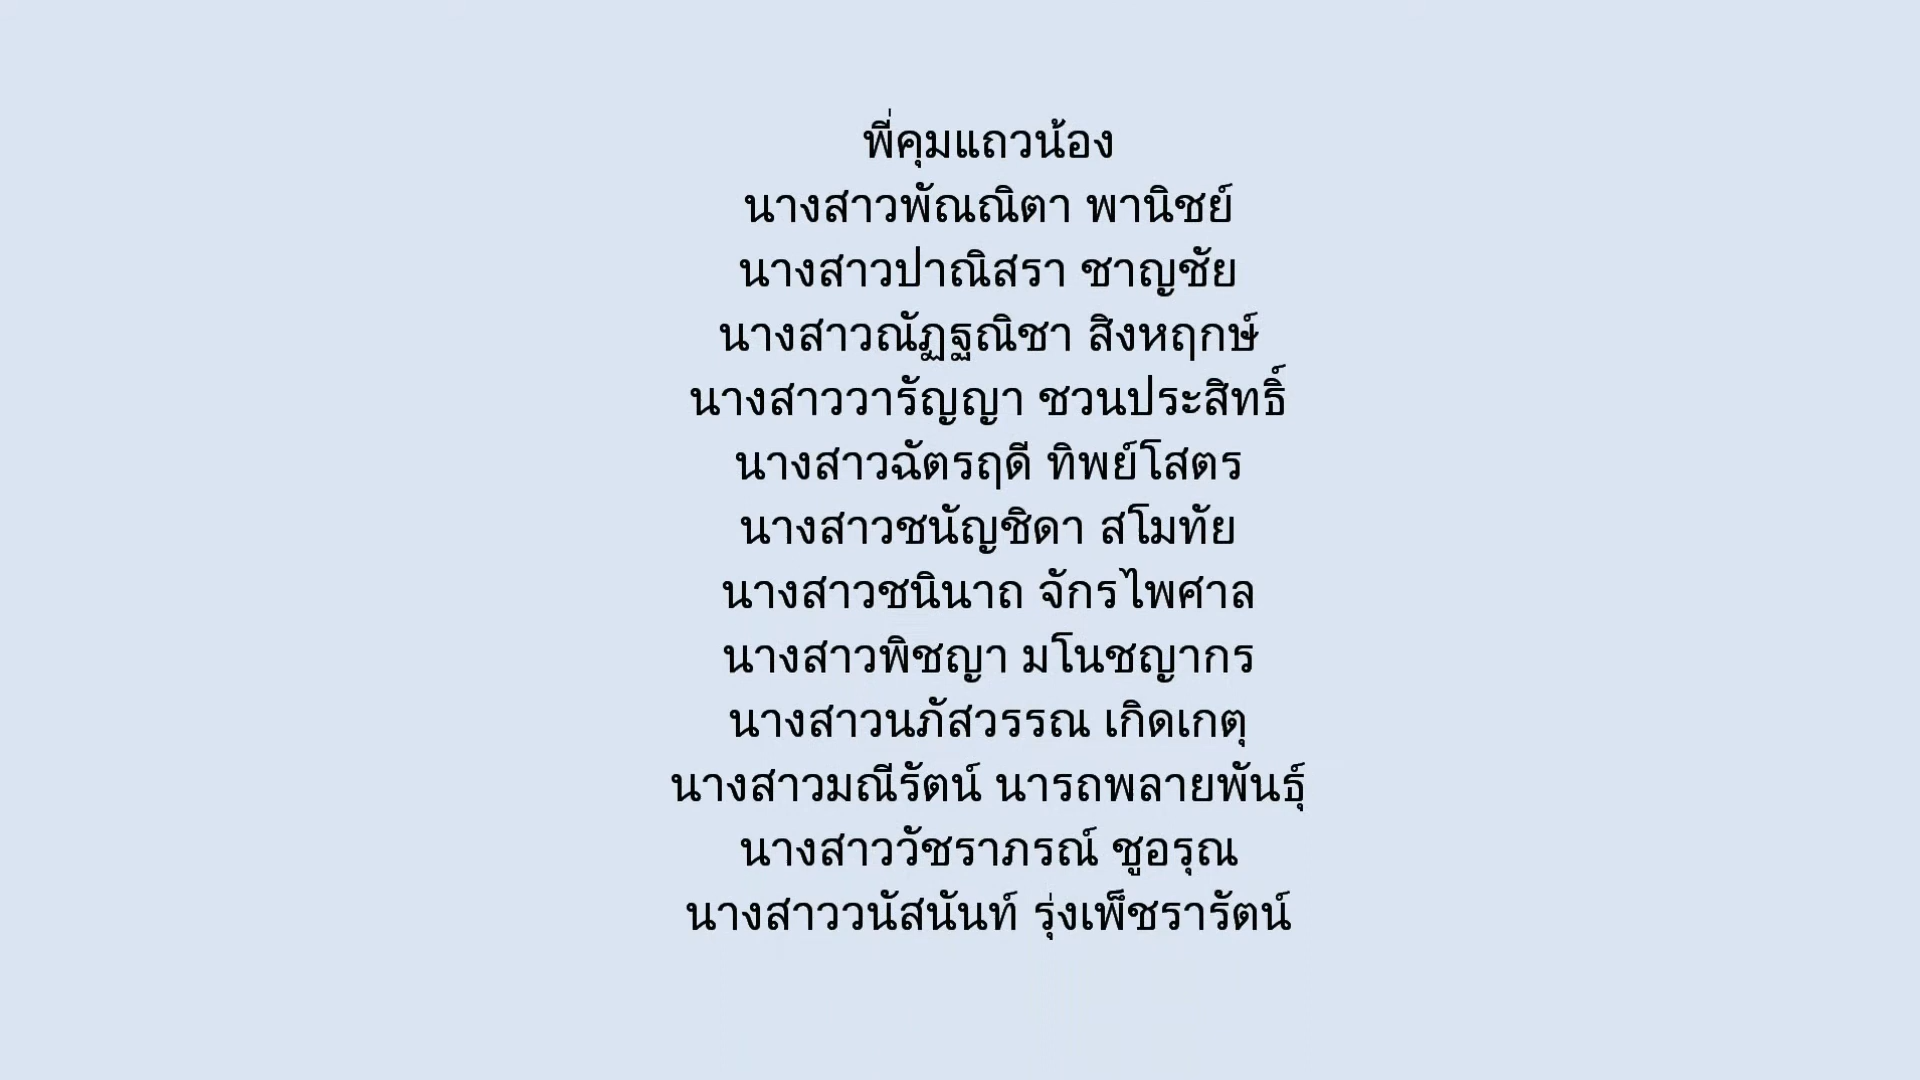 พี่คุมแถวน้อง
นางสาวพัณณิตา พานิชย์
นางสาวปาณิสรา ชาญชัย
นางสาวณัฏฐณิชา สิงหฤกษ์
นางสาววารัญญา ชวนประสิทธิ์
นางสาวฉัตรฤดี ทิพย์โสตร
นางสาวชนัญชิดา สโมทัย
นางสาวชนินาถ จักรไพศาล
นางสาวพิชญา มโนชญากร
นางสาวนภัสวรรณ เกิดเกตุ
นางสาวมณีรัตน์ นารถพลายพันธุ์
นางสาววัชราภรณ์ ชูอรุณ
นางสาววนัสนันท์ รุ่งเพ็ชรารัตน์